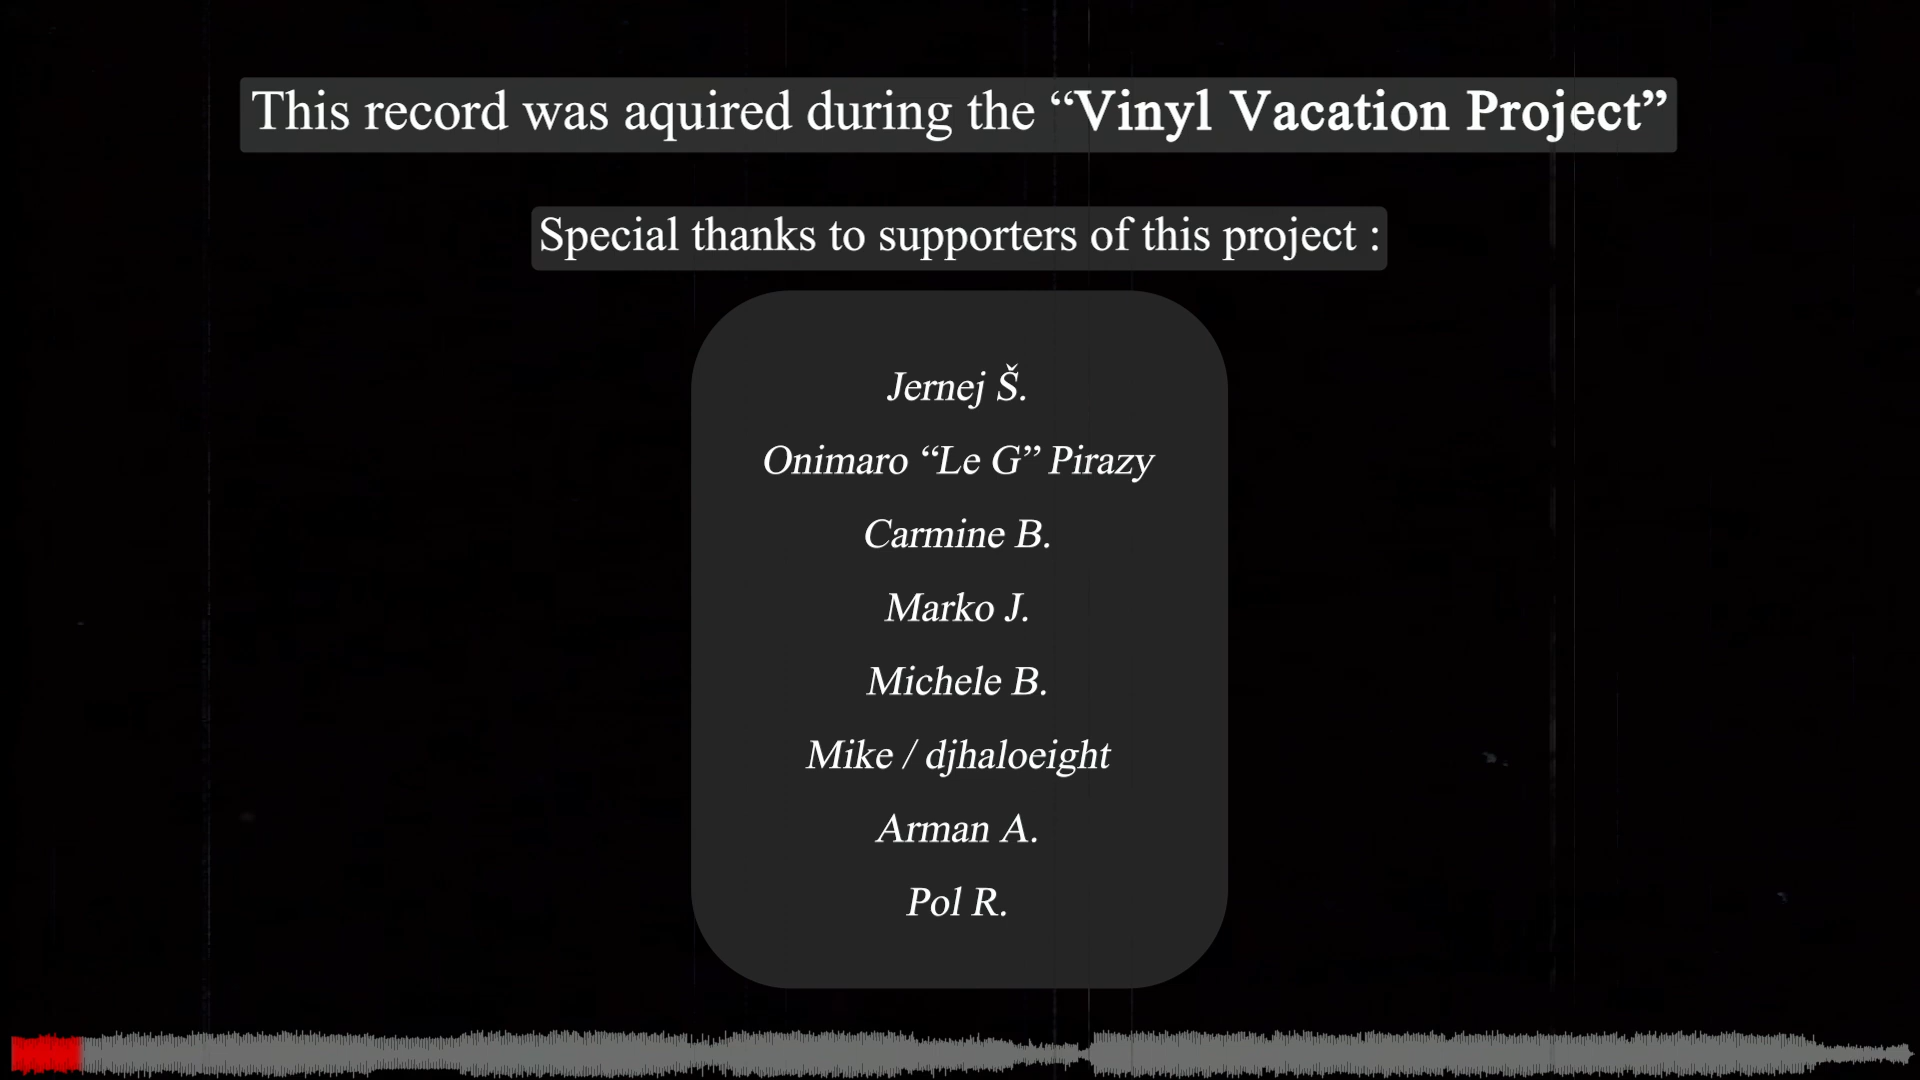 This record was aquired during the “Vinyl Vacation Project”
Special thanks to supporters of this project :
Jernej Š.
Onimaro “Le G” Pirazy
Carmine B.
Marko J.
Michele B.
Mike / djhaloeight
Arman A.
Pol R.